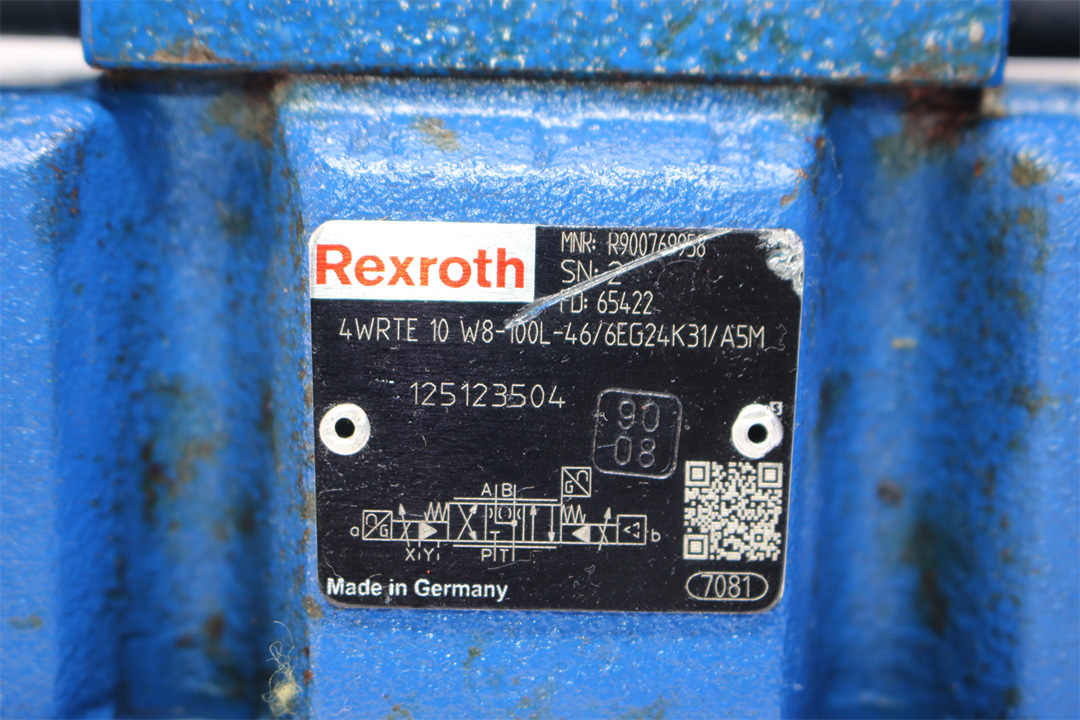 Rexroth
MNR: R900769958
SN: 2
FD: 65422
4WRTE 10 W8-100L-46/6EG24K31/A5M
125123504
90
08
A B
G
a G b
T
X Y P T
Made in Germany
7081